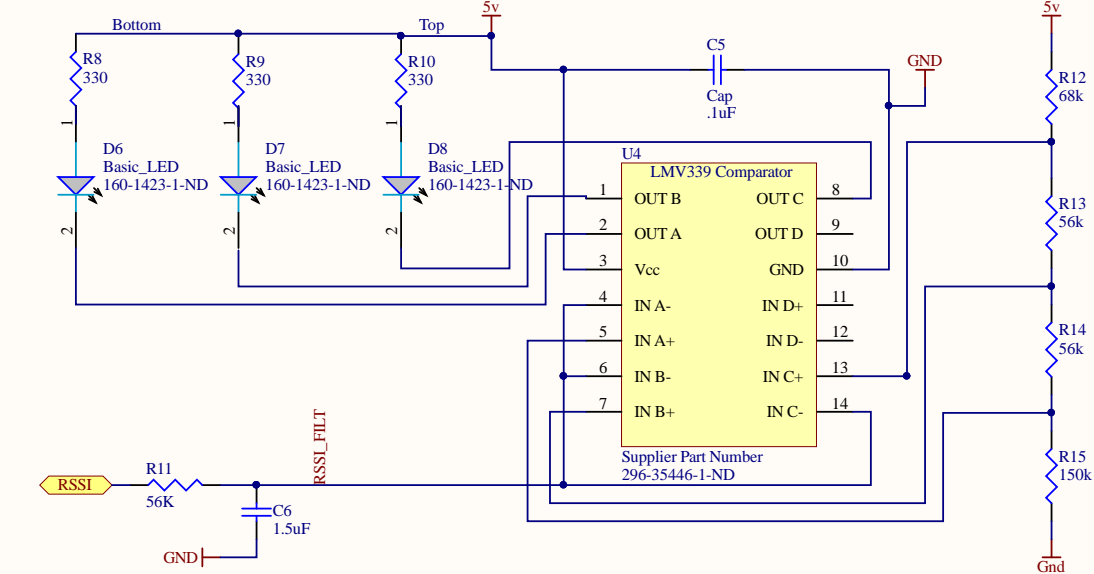 5v
5v
Bottom
Top
R8
330
R9
330
R10
330
C5
Cap
.1uF
GND
R12
68k
1
1
1
D6
Basic_LED
160-1423-1-ND
D7
Basic_LED
160-1423-1-ND
D8
Basic_LED
160-1423-1-ND
2
2
2
U4
LMV339 Comparator
1 OUT B OUT C 8
2 OUT A OUT D 9
3 Vcc GND 10
4 IN A- IN D+ 11
5 IN A+ IN D- 12
6 IN B- IN C+ 13
7 IN B+ IN C- 14
Supplier Part Number
296-35446-1-ND
R13
56k
R14
56k
R15
150k
Gnd
RSSI_FILT
RSSI
R11
56K
C6
1.5uF
GND